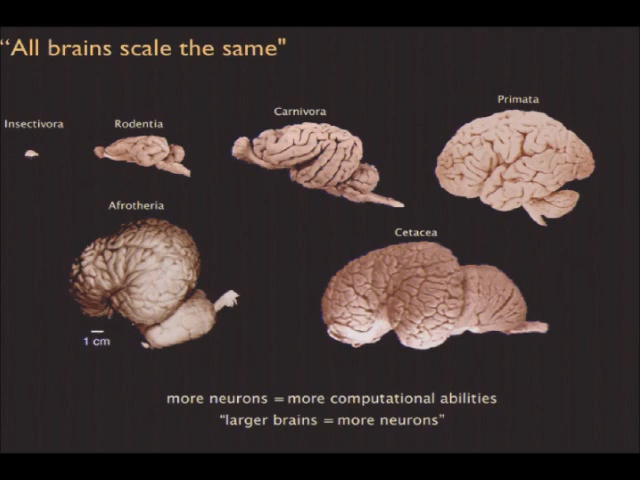 “All brains scale the same"
Insectivora
Rodentia
Carnivora
Primata
Afrotheria
Cetacea
1 cm
more neurons = more computational abilities
“larger brains = more neurons”